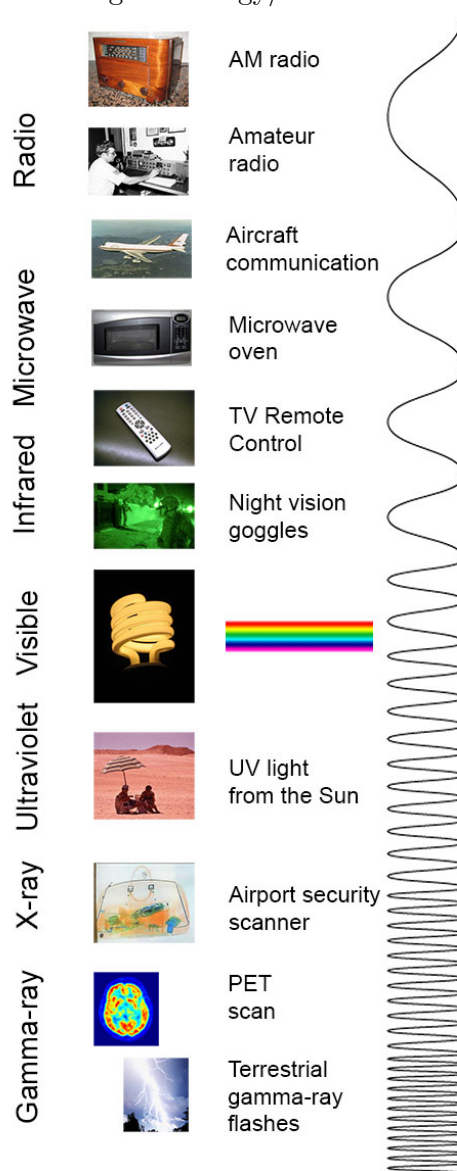 AM radio
Radio
Amateur
radio
Aircraft
communication
Microwave
Microwave
oven
TV Remote
Control
Infrared
Night vision
goggles
Visible
Ultraviolet
UV light
from the Sun
X-ray
Airport security
scanner
Gamma-ray
PET
scan
Terrestrial
gamma-ray
flashes